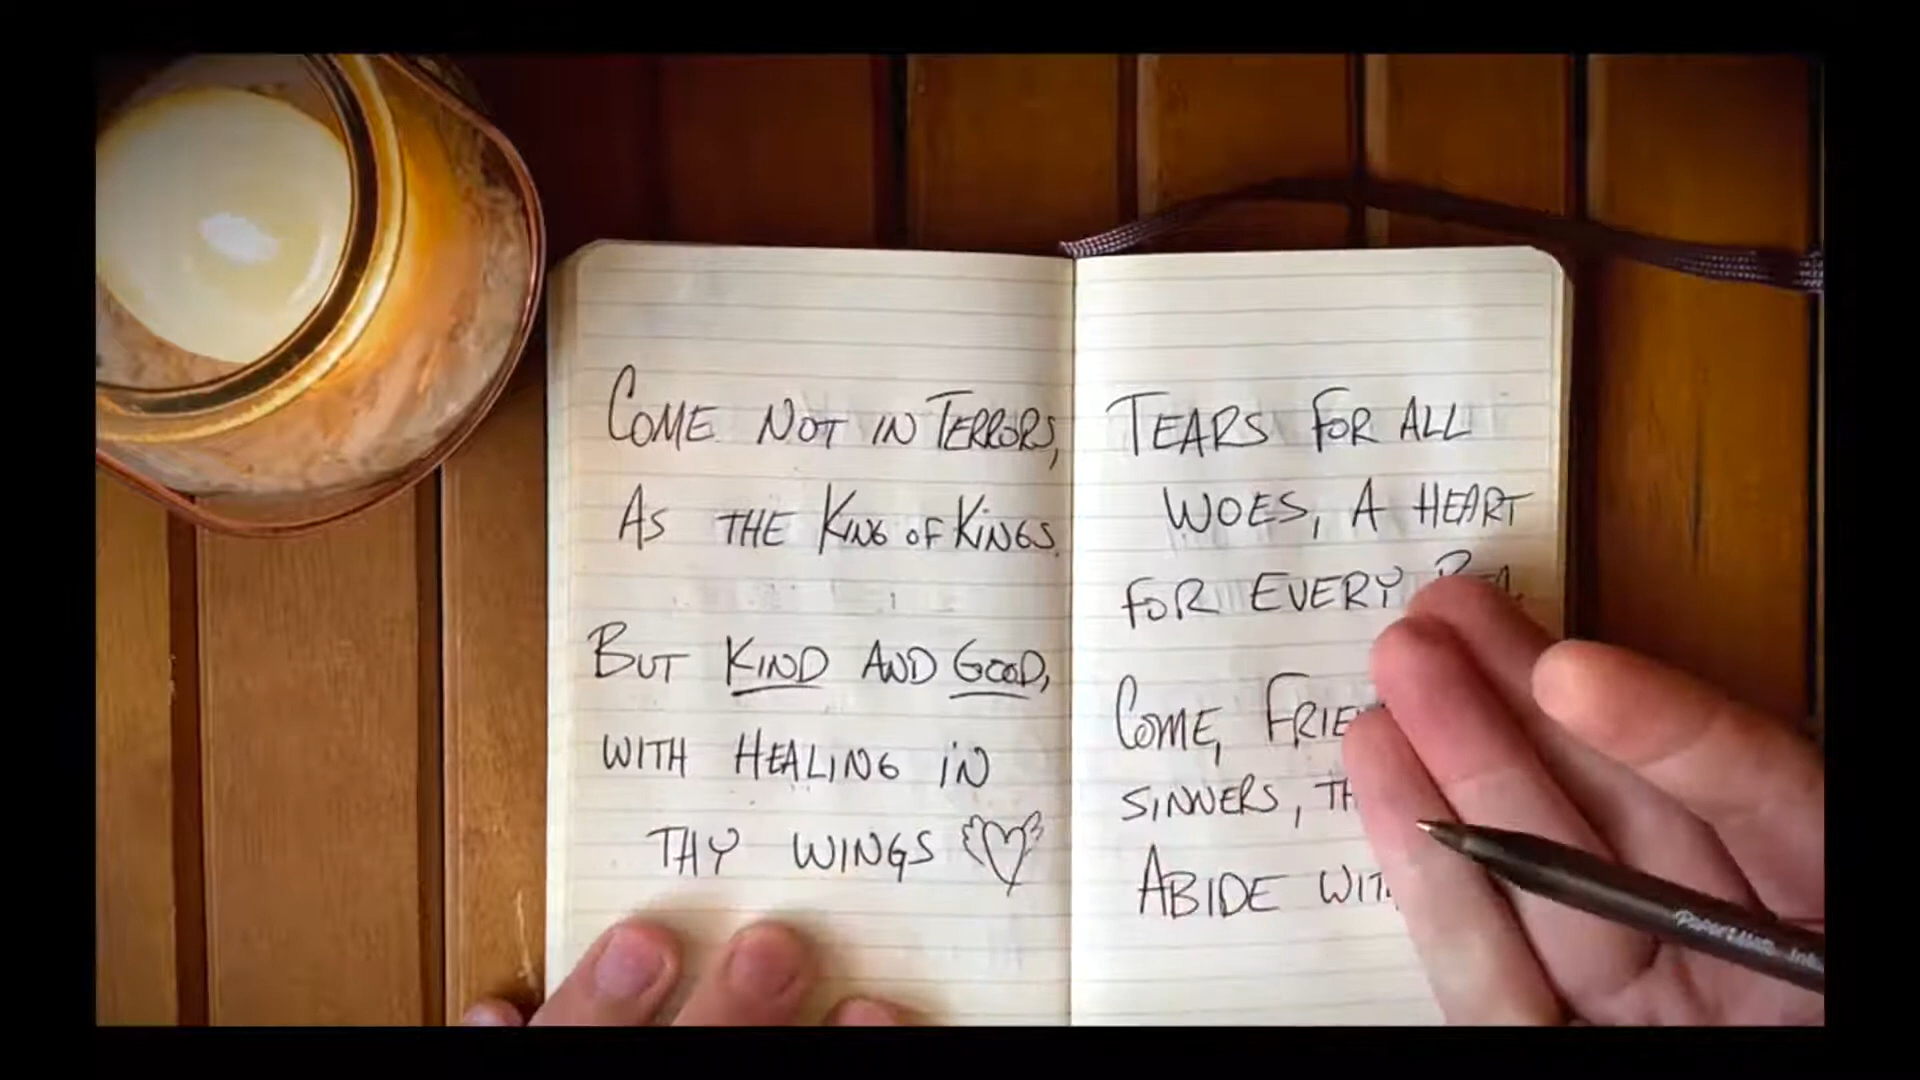 COME NOT IN TERRORS,
AS THE KING OF KINGS.
BUT KIND AND GOOD,
WITH HEALING IN
THY WINGS
TEARS FOR ALL
WOES, A HEART
FOR EVERY
COME,
SINNERS,
ABIDE
PaperMate